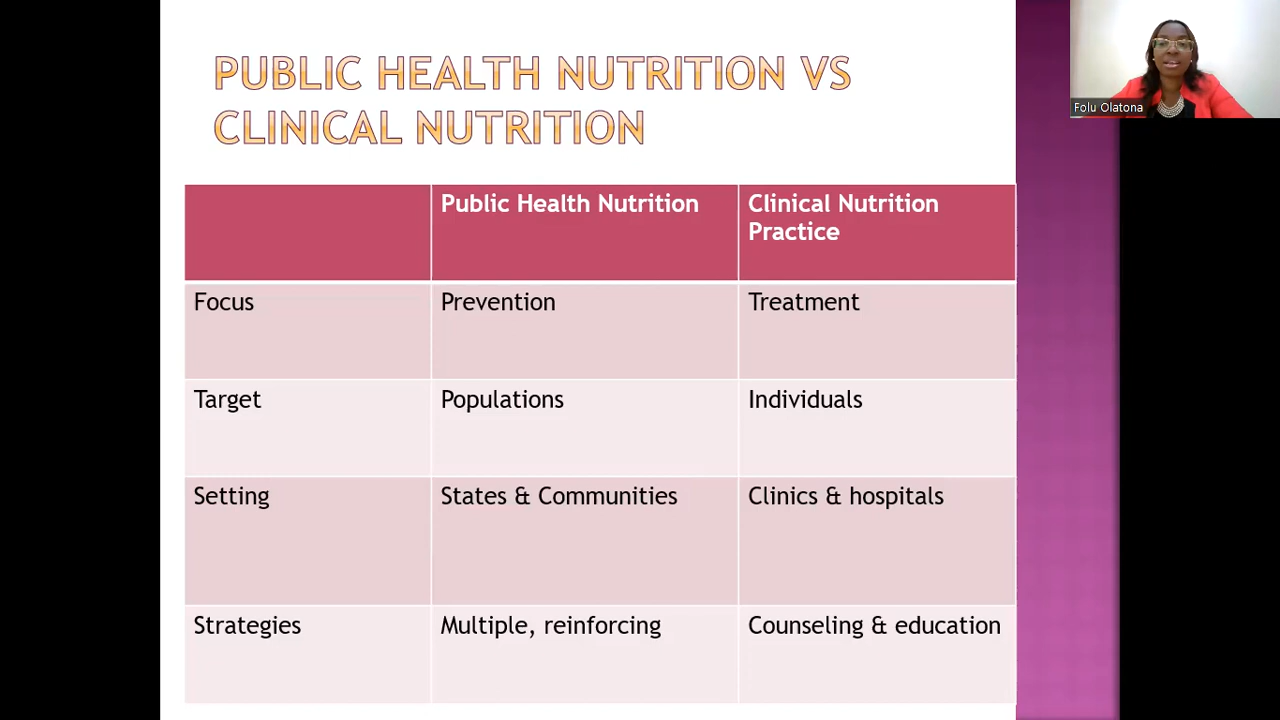 PUBLIC HEALTH NUTRITION VS
CLINICAL NUTRITION
Folu Olatona
Public Health Nutrition
Clinical Nutrition
Practice
Focus
Prevention
Treatment
Target
Populations
Individuals
Setting
States & Communities
Clinics & hospitals
Strategies
Multiple, reinforcing
Counseling & education